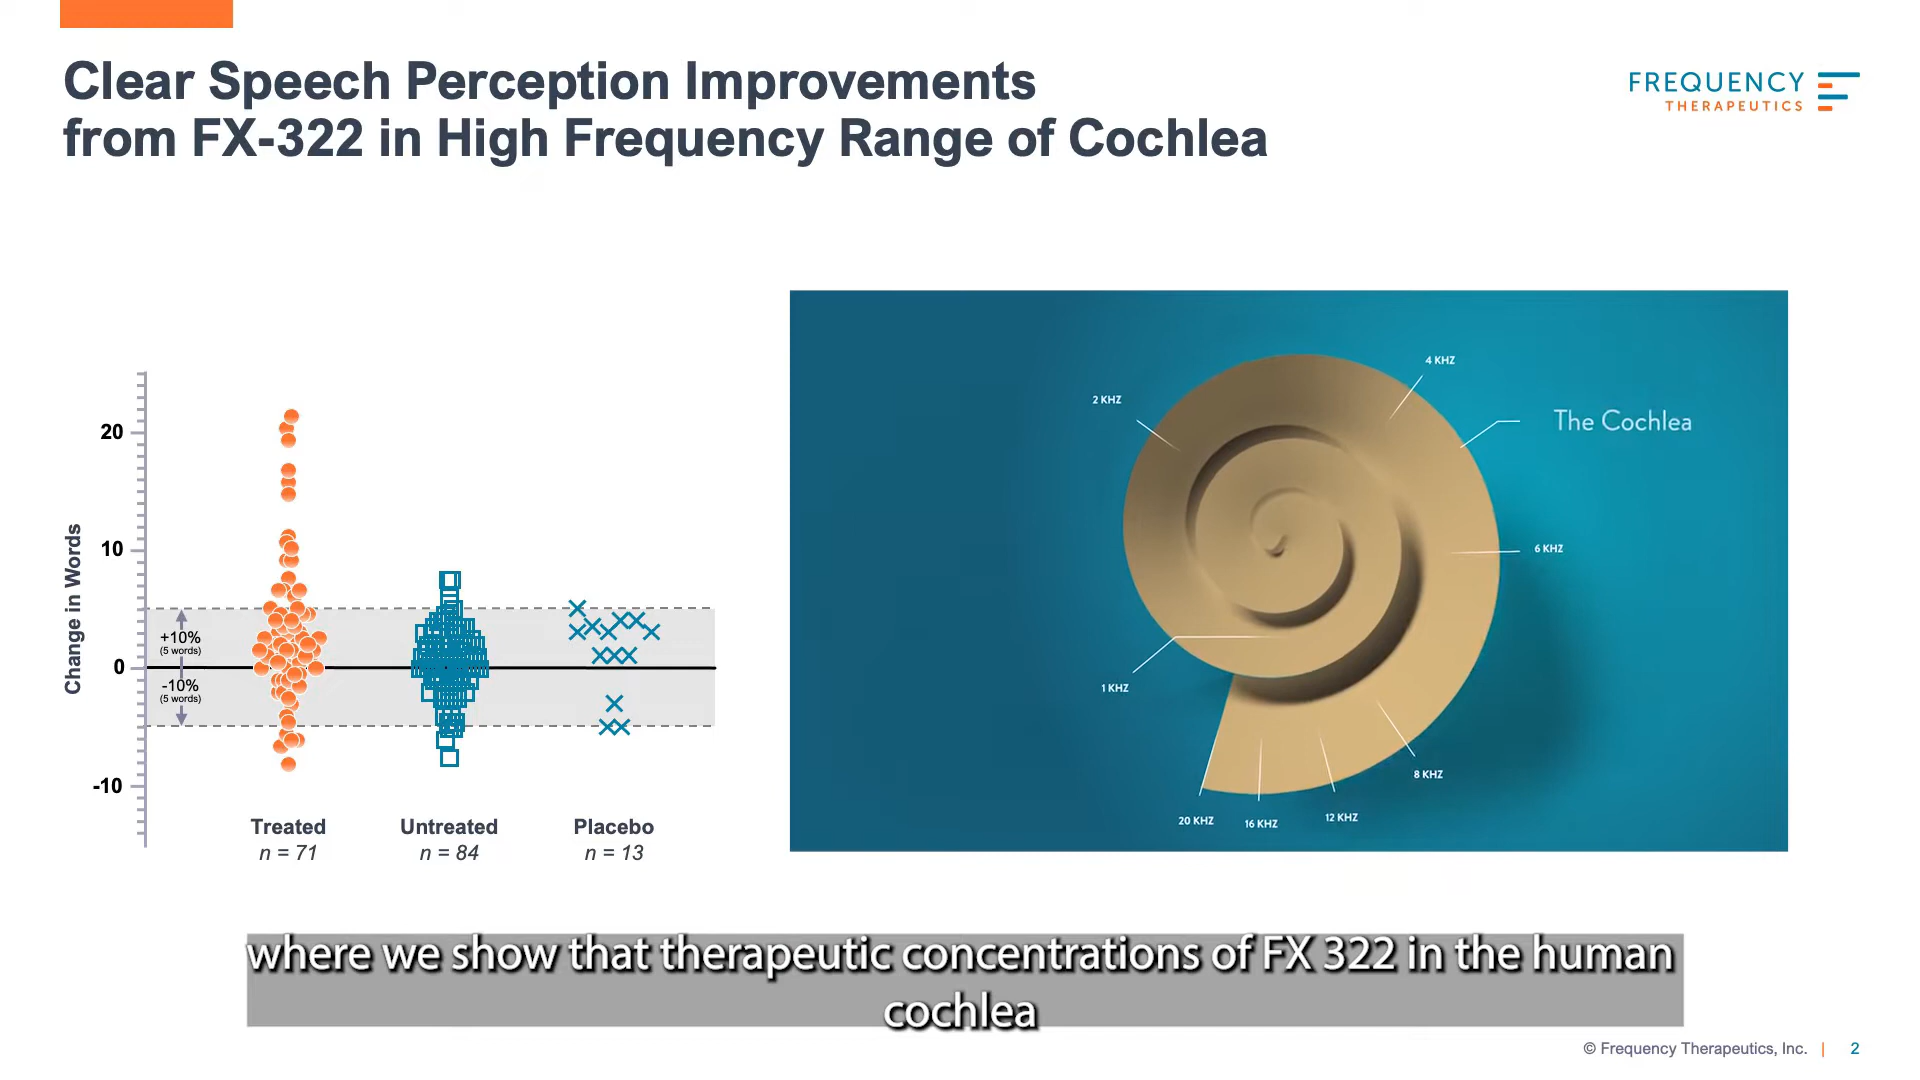 Clear Speech Perception Improvements
from FX-322 in High Frequency Range of Cochlea
FREQUENCY
THERAPEUTICS
Change in Words
20
10
0
-10
+10%
(5 words)
-10%
(5 words)
Treated
n = 71
Untreated
n = 84
Placebo
n = 13
The Cochlea
4 KHZ
2 KHZ
6 KHZ
1 KHZ
8 KHZ
20 KHZ
16 KHZ
12 KHZ
where we show that therapeutic concentrations of FX 322 in the human
cochlea
© Frequency Therapeutics, Inc. | 2